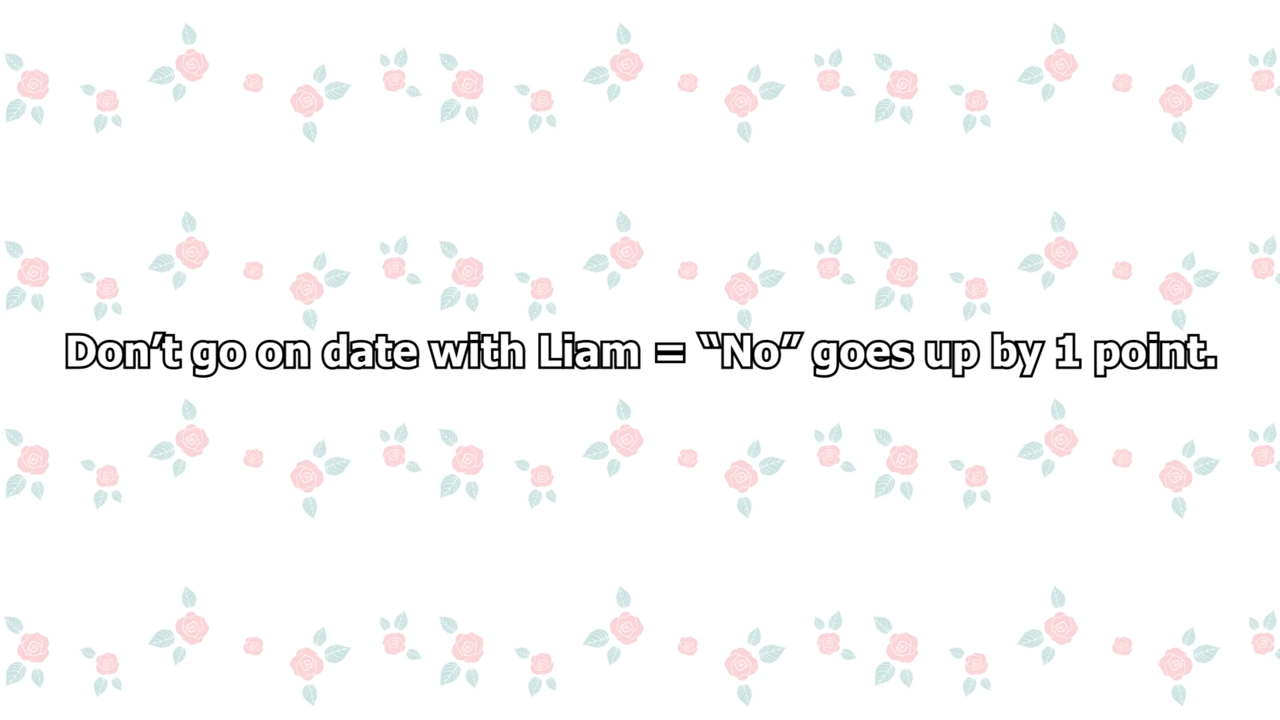 Don’t go on date with Liam = “No” goes up by 1 point.